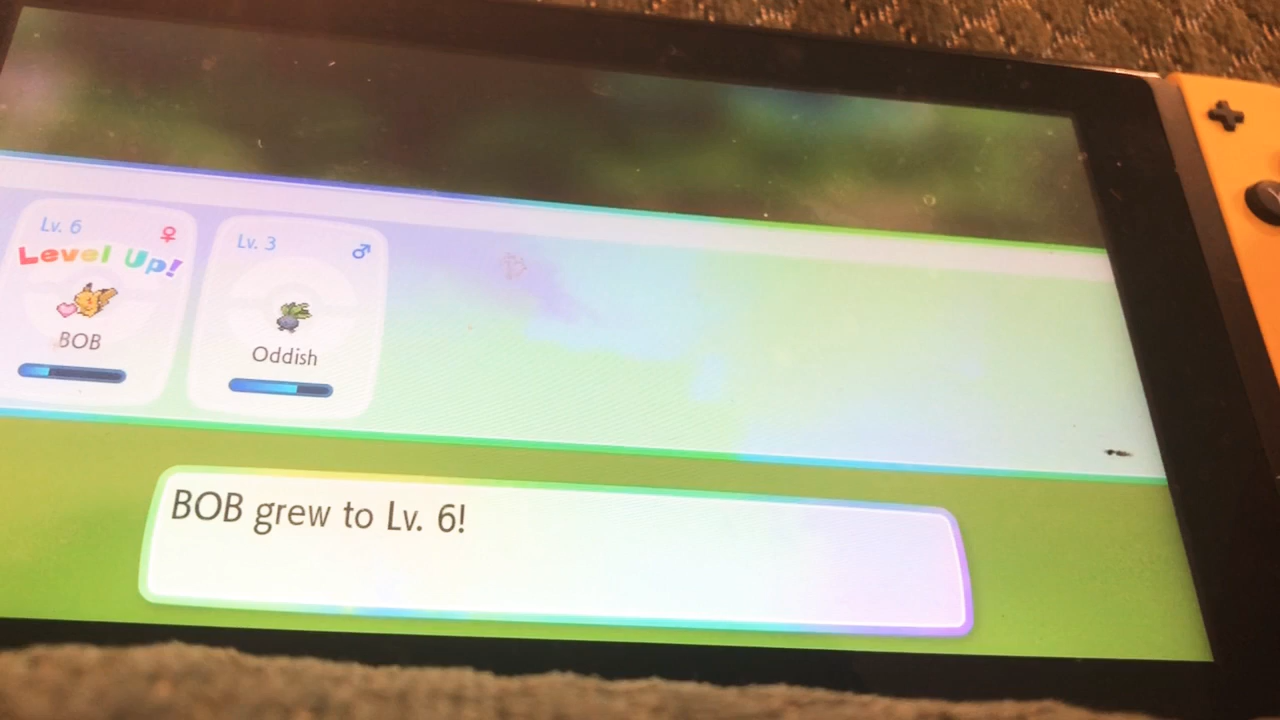 Lv. 6 ♀
Level Up!
BOB
Lv. 3 ♂
Oddish
BOB grew to Lv. 6!